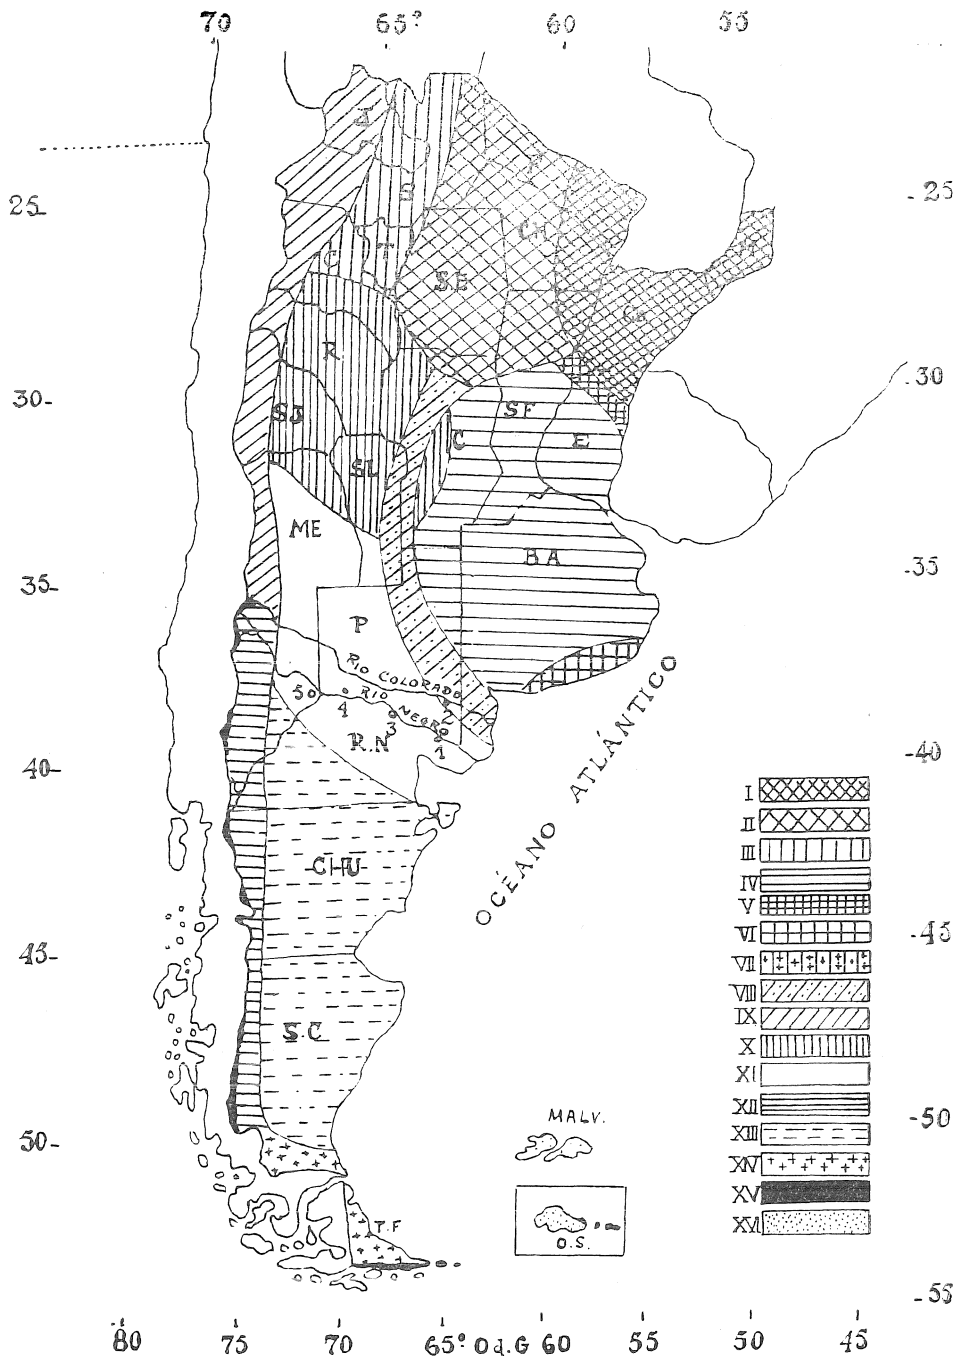 70 65° 60 55
25-
-25
30-
-30
35-
-35
40-
-40
45-
-45
50-
-50
-55
80 75 70 65° O d. G 60 55 50 45
J
S
F
CH
T
C
SE
R
SJ
SF
C
E
SL
ME
BA
P
RIO COLORADO
RIO NEGRO
5
4
3
2
1
R.N
CHU
S.C
T.F
OCÉANO ATLÁNTICO
MALV.
O.S.
I
II
III
IV
V
VI
VII
VIII
IX
X
XI
XII
XIII
XIV
XV
XVI